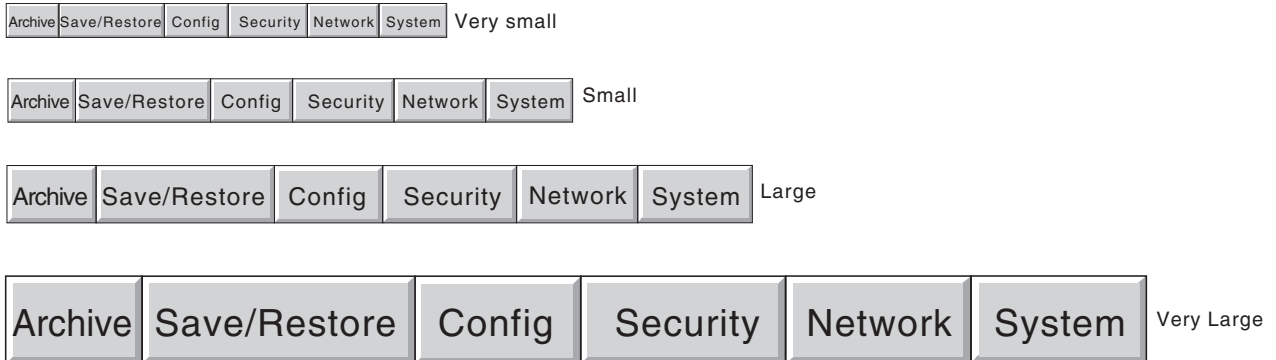 Archive Save/Restore Config Security Network System Very small
Archive Save/Restore Config Security Network System Small
Archive Save/Restore Config Security Network System Large
Archive Save/Restore Config Security Network System Very Large